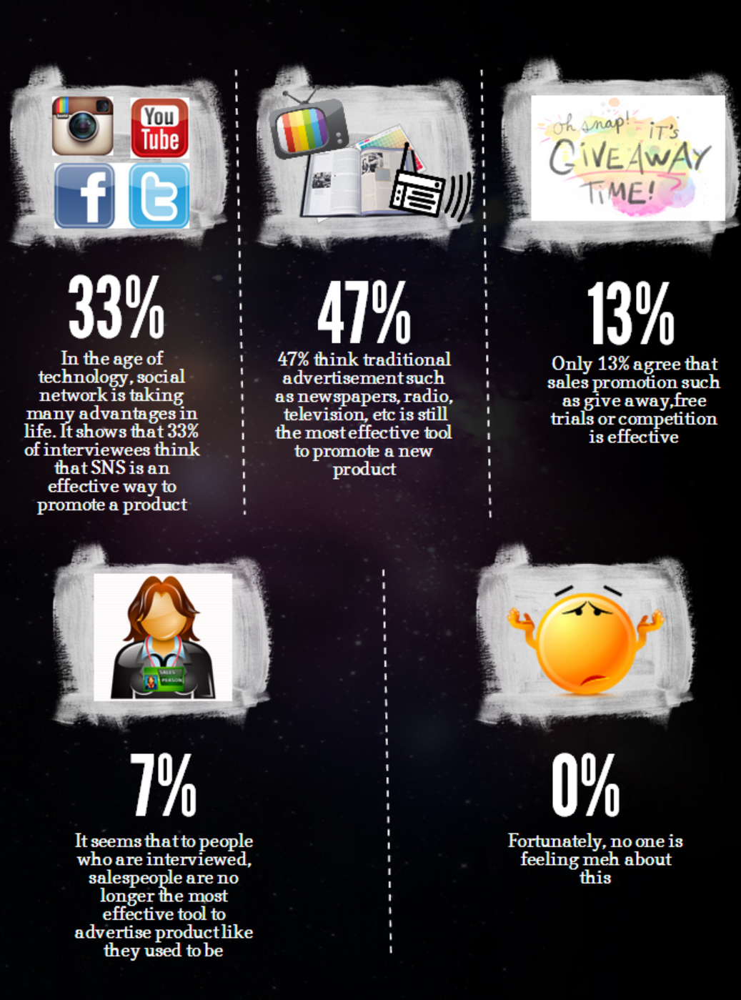 You
Tube
oh snap! iT's
GiVEAWAY
TiME!
33%
In the age of
technology, social
network is taking
many advantages in
life. It shows that 33%
of interviewees think
that SNS is an
effective way to
promote a product
47%
47% think traditional
advertisement such
as newspapers, radio,
television, etc is still
the most effective tool
to promote a new
product
13%
Only 13% agree that
sales promotion such
as give away,free
trials or competition
is effective
SALES
PERSON
7%
It seems that to people
who are interviewed,
salespeople are no
longer the most
effective tool to
advertise product like
they used to be
0%
Fortunately, no one is
feeling meh about
this